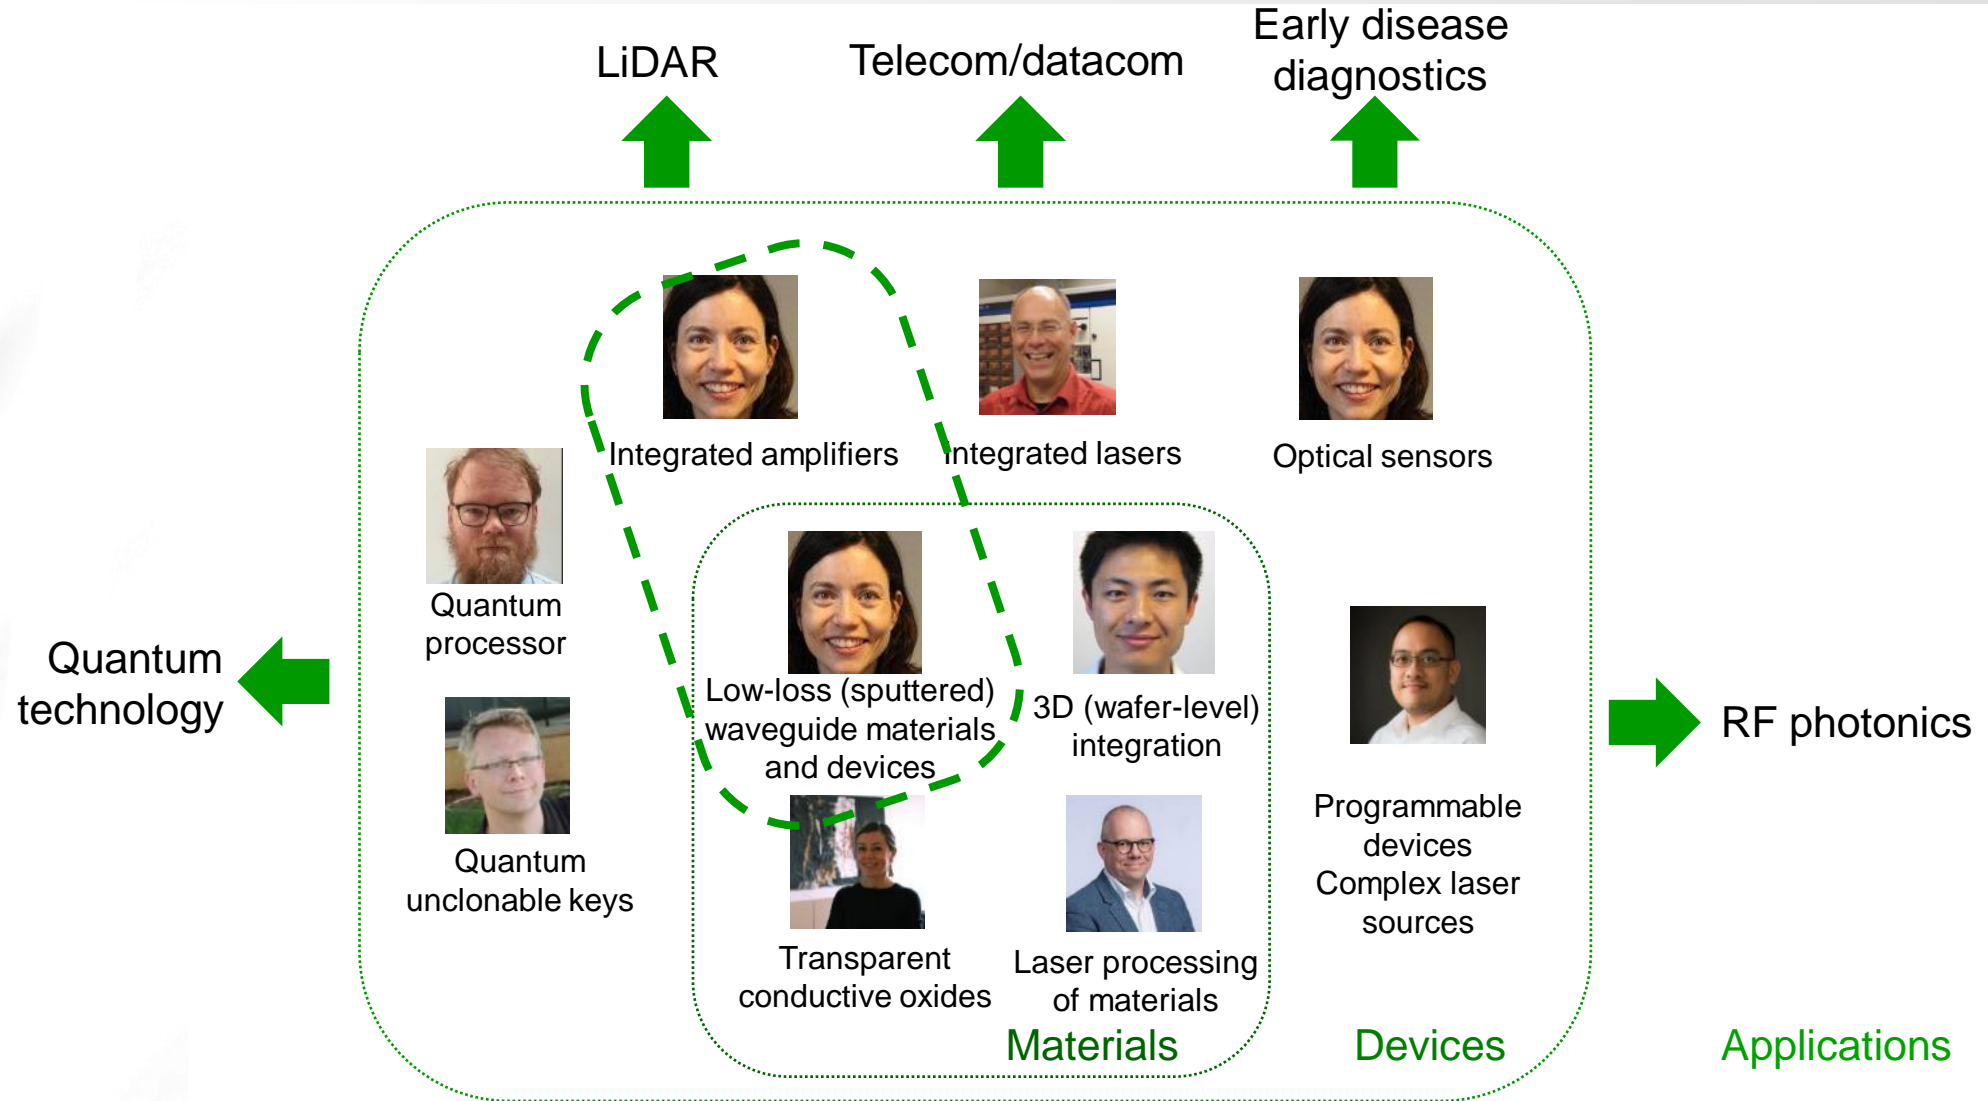 LiDAR
Telecom/datacom
Early disease
diagnostics
Integrated amplifiers
Integrated lasers
Optical sensors
Quantum
processor
Quantum
unclonable keys
Low-loss (sputtered)
waveguide materials
and devices
3D (wafer-level)
integration
Transparent
conductive oxides
Laser processing
of materials
Programmable
devices
Complex laser
sources
Quantum
technology
RF photonics
Materials
Devices
Applications